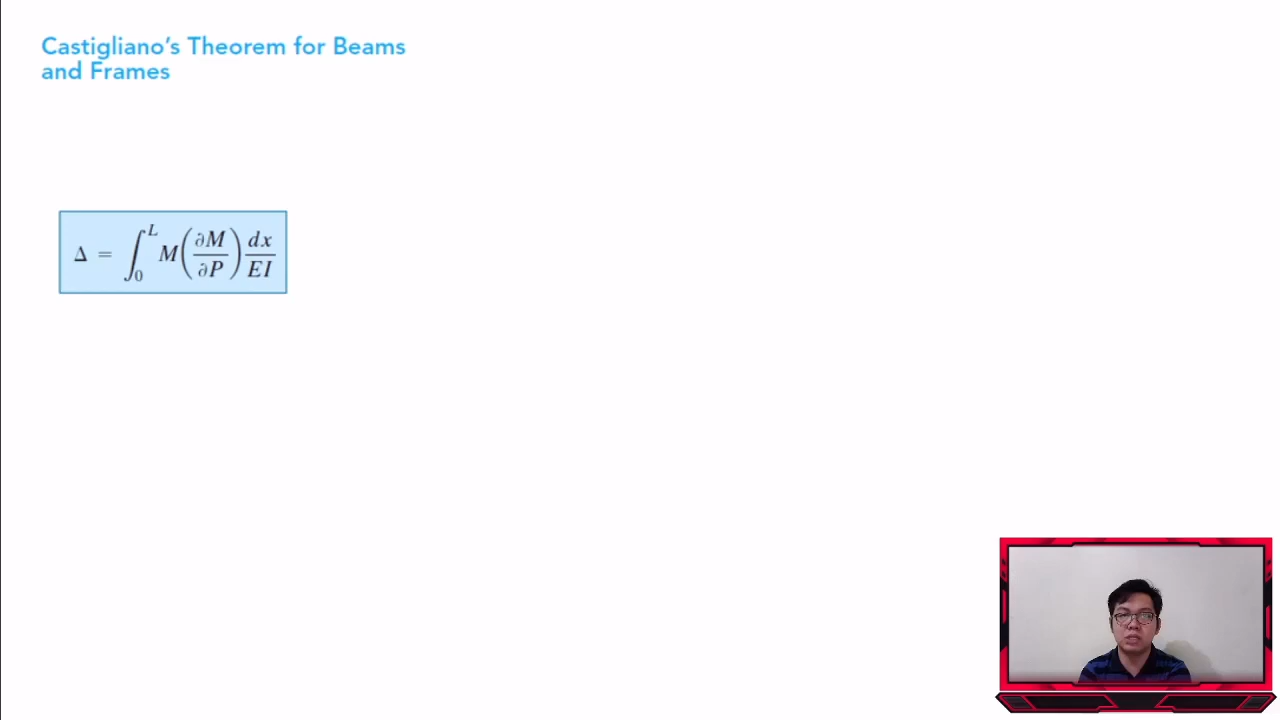 Castigliano's Theorem for Beams
and Frames
Δ = ∫₀ᴸ M(∂M/∂P) dx/EI